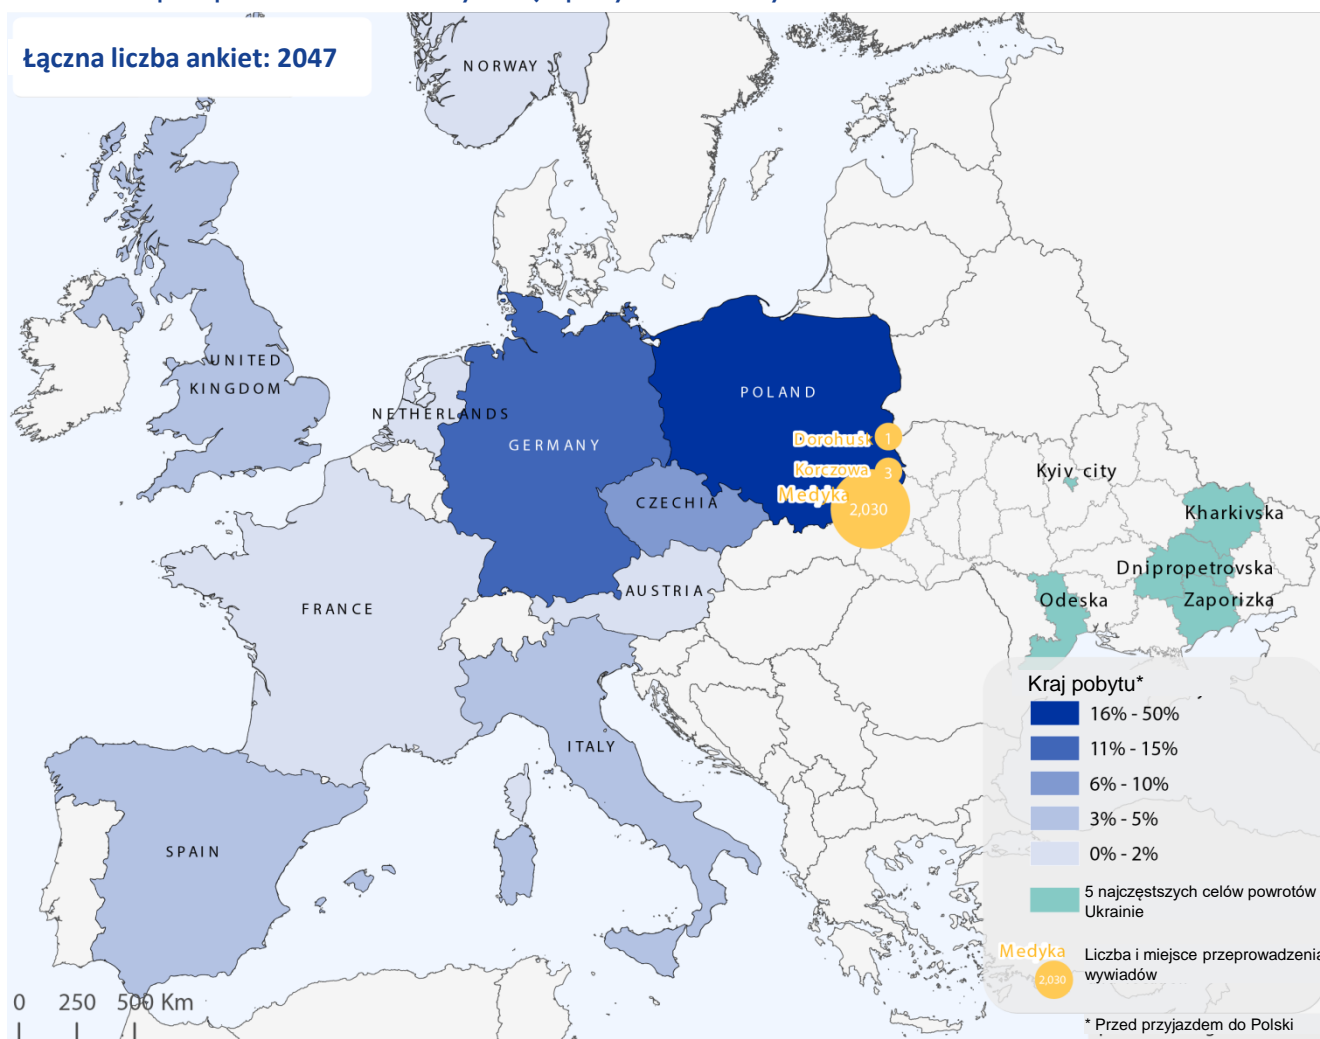 Łączna liczba ankiet: 2047
NORWAY
UNITED
KINGDOM
NETHERLANDS
GERMANY
POLAND
Dorohusk
1
Korczowa
3
Medyka
2,030
CZECHIA
Kyiv city
Kharkivska
Dnipropetrovska
Odeska
Zaporizka
FRANCE
AUSTRIA
ITALY
SPAIN
Kraj pobytu*
16% - 50%
11% - 15%
6% - 10%
3% - 5%
0% - 2%
5 najczęstszych celów powrotów
Ukrainie
Medyka
2,030
Liczba i miejsce przeprowadzenia
wywiadów
* Przed przyjazdem do Polski
0 250 500 Km